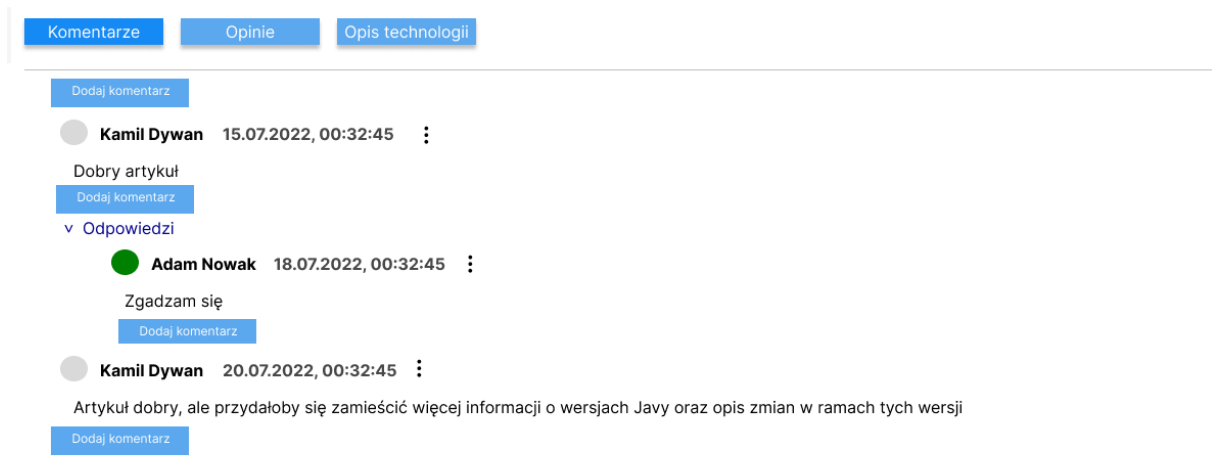 Komentarze Opinie Opis technologii
Dodaj komentarz
Kamil Dywan 15.07.2022, 00:32:45
Dobry artykuł
Dodaj komentarz
Odpowiedzi
Adam Nowak 18.07.2022, 00:32:45
Zgadzam się
Dodaj komentarz
Kamil Dywan 20.07.2022, 00:32:45
Artykuł dobry, ale przydałoby się zamieścić więcej informacji o wersjach Javy oraz opis zmian w ramach tych wersji
Dodaj komentarz